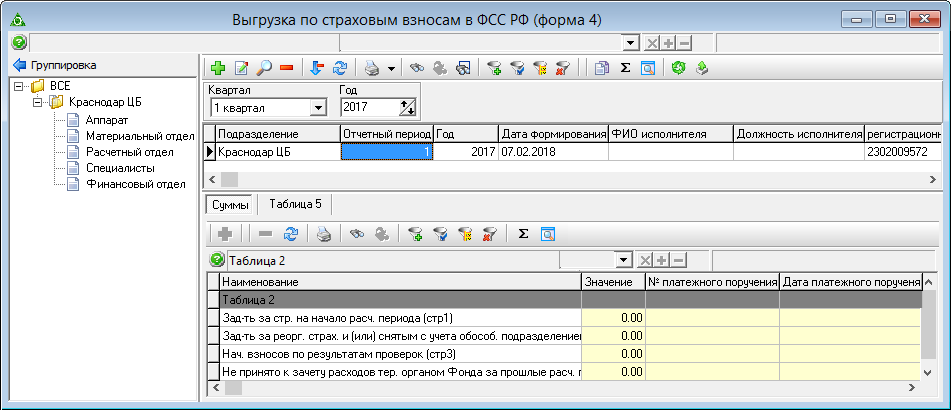 Выгрузка по страховым взносам в ФСС РФ (форма 4)
Группировка
ВСЕ
Краснодар ЦБ
Аппарат
Материальный отдел
Расчетный отдел
Специалисты
Финансовый отдел
Квартал Год
1 квартал 2017
Подразделение Отчетный период Год Дата формирования ФИО исполнителя Должность исполнителя регистрационн
Краснодар ЦБ 1 2017 07.02.2018 2302009572
Суммы Таблица 5
Таблица 2
Наименование Значение № платежного поручения Дата платежного поручения
Таблица 2
Зад-ть за стр. на начало расч. периода (стр1) 0.00
Зад-ть за реорг. страх. и (или) снятым с учета обособ. подразделением 0.00
Нач. взносов по результатам проверок (стр3) 0.00
Не принято к зачету расходов тер. органом Фонда за прошлые расч. 0.00